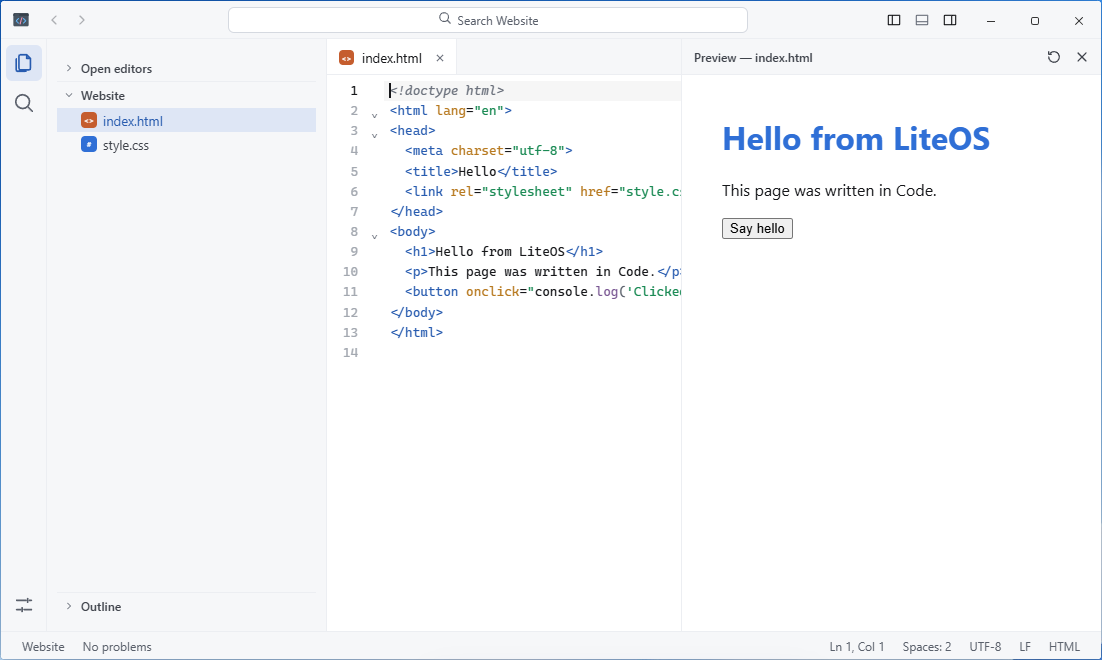 Search Website
Open editors
Website
index.html
style.css
Outline
index.html
1 <!doctype html>
2 <html lang="en">
3 <head>
4 <meta charset="utf-8">
5 <title>Hello</title>
6 <link rel="stylesheet" href="style.cs
7 </head>
8 <body>
9 <h1>Hello from LiteOS</h1>
10 <p>This page was written in Code.</p>
11 <button onclick="console.log('Clicked
12 </body>
13 </html>
14
Preview — index.html
Hello from LiteOS
This page was written in Code.
Say hello
Website No problems Ln 1, Col 1 Spaces: 2 UTF-8 LF HTML